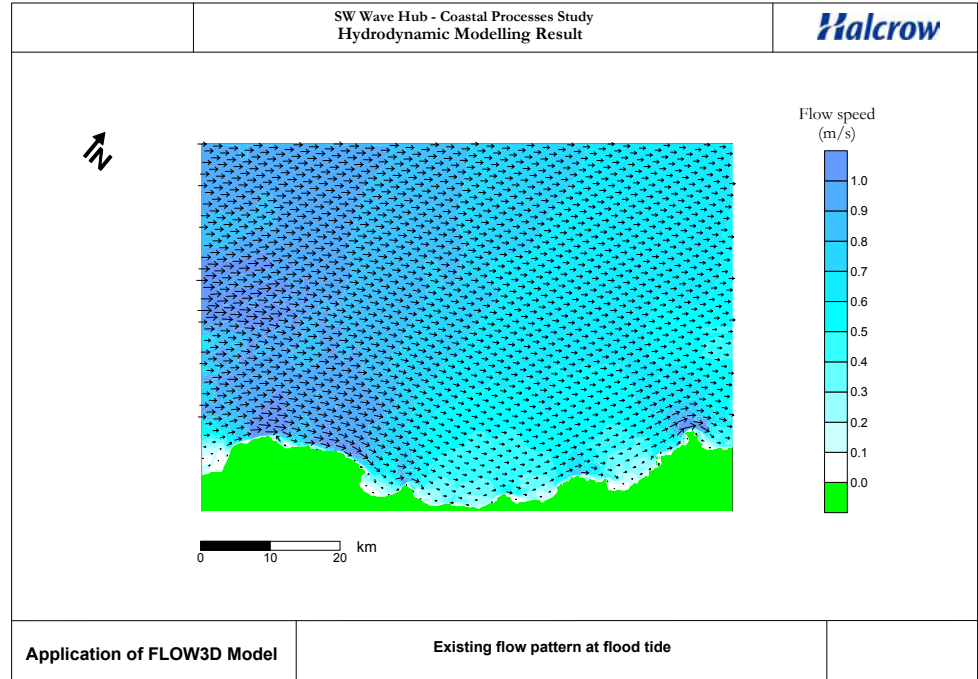 SW Wave Hub - Coastal Processes Study
Hydrodynamic Modelling Result
Halcrow
N
Flow speed
(m/s)
1.0
0.9
0.8
0.7
0.6
0.5
0.4
0.3
0.2
0.1
0.0
km
0 10 20
Application of FLOW3D Model
Existing flow pattern at flood tide